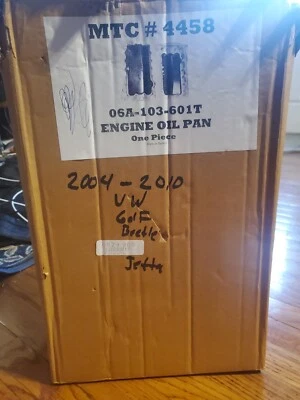 MTC # 4458
06A-103-601T
ENGINE OIL PAN
One Piece
2004 - 2010
VW
Golf
Beetle
Jetta